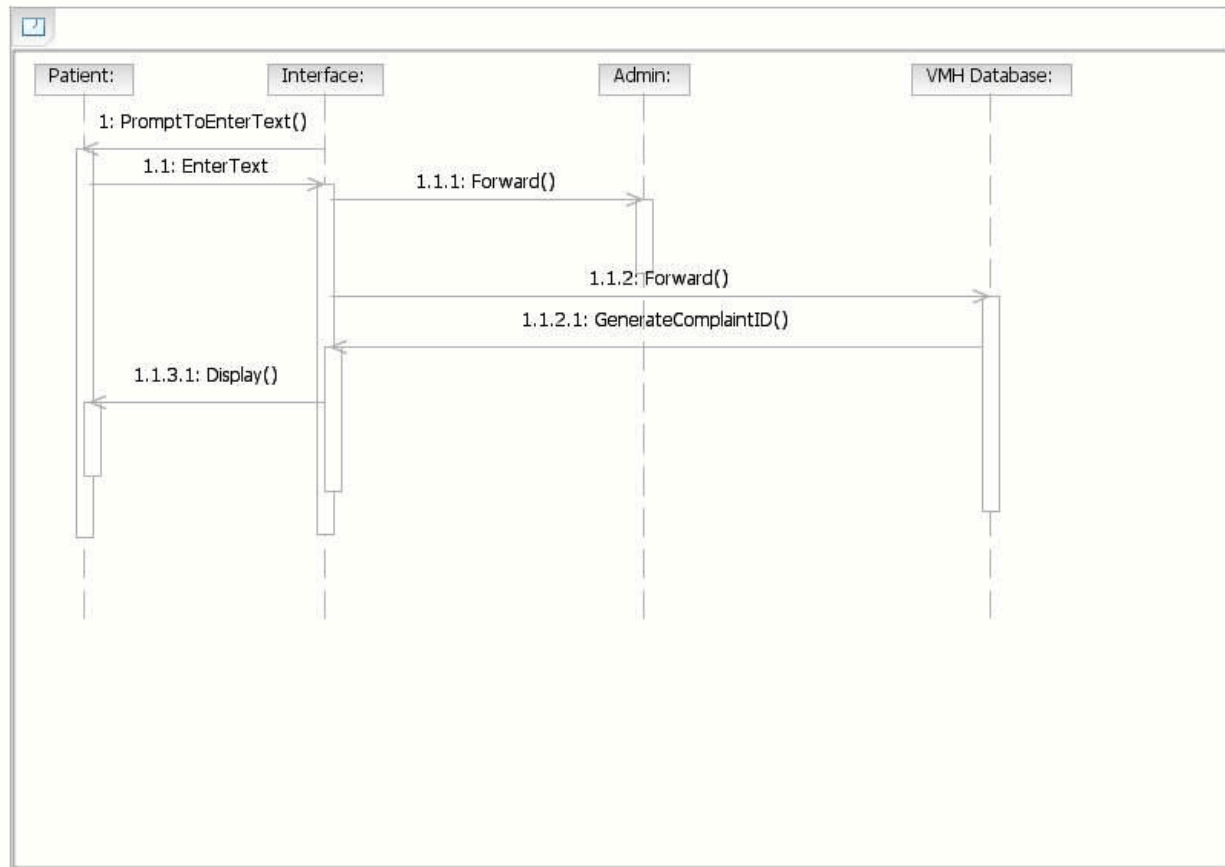 Patient:
Interface:
Admin:
VMH Database:
1: PromptToEnterText()
1.1: EnterText
1.1.1: Forward()
1.1.2: Forward()
1.1.2.1: GenerateComplaintID()
1.1.3.1: Display()